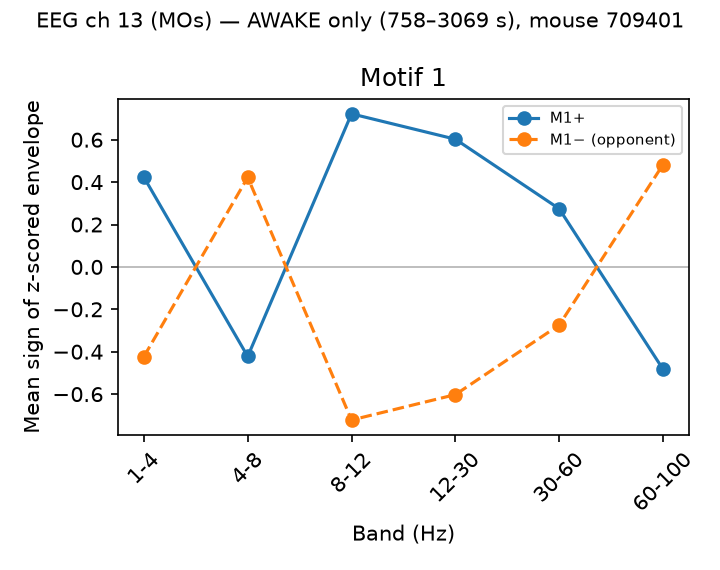 EEG ch 13 (MOs) — AWAKE only (758–3069 s), mouse 709401
Motif 1
Mean sign of z-scored envelope
0.6
0.4
0.2
0.0
−0.2
−0.4
−0.6
M1+
M1− (opponent)
1-4
4-8
8-12
12-30
30-60
60-100
Band (Hz)